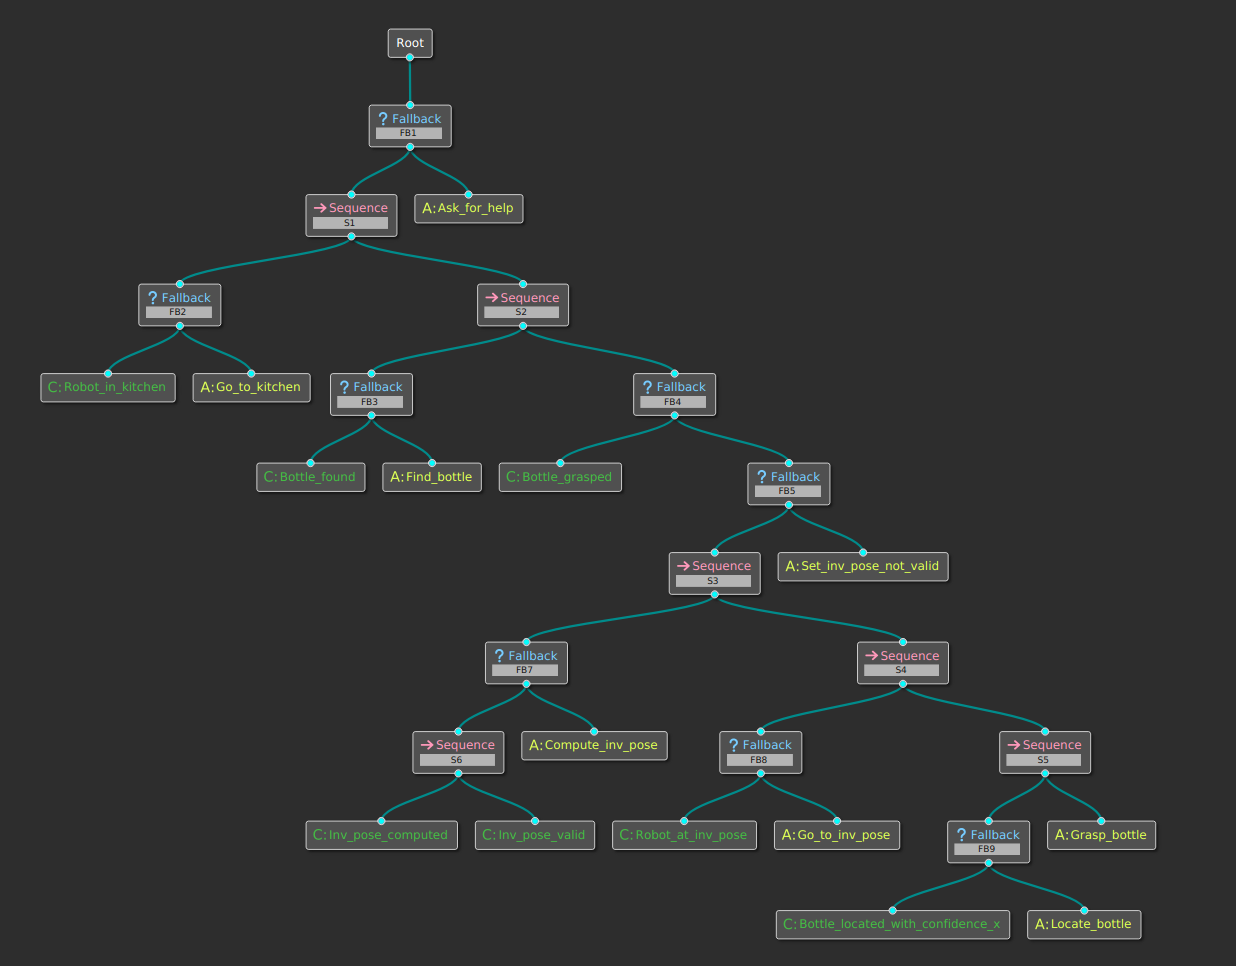 Root
? Fallback
FB1
→ Sequence
S1
A: Ask_for_help
? Fallback
FB2
→ Sequence
S2
C: Robot_in_kitchen
A: Go_to_kitchen
? Fallback
FB3
? Fallback
FB4
C: Bottle_found
A: Find_bottle
C: Bottle_grasped
? Fallback
FB5
→ Sequence
S3
A: Set_inv_pose_not_valid
? Fallback
FB7
→ Sequence
S4
→ Sequence
S6
A: Compute_inv_pose
? Fallback
FB8
→ Sequence
S5
C: Inv_pose_computed
C: Inv_pose_valid
C: Robot_at_inv_pose
A: Go_to_inv_pose
? Fallback
FB9
A: Grasp_bottle
C: Bottle_located_with_confidence_x
A: Locate_bottle